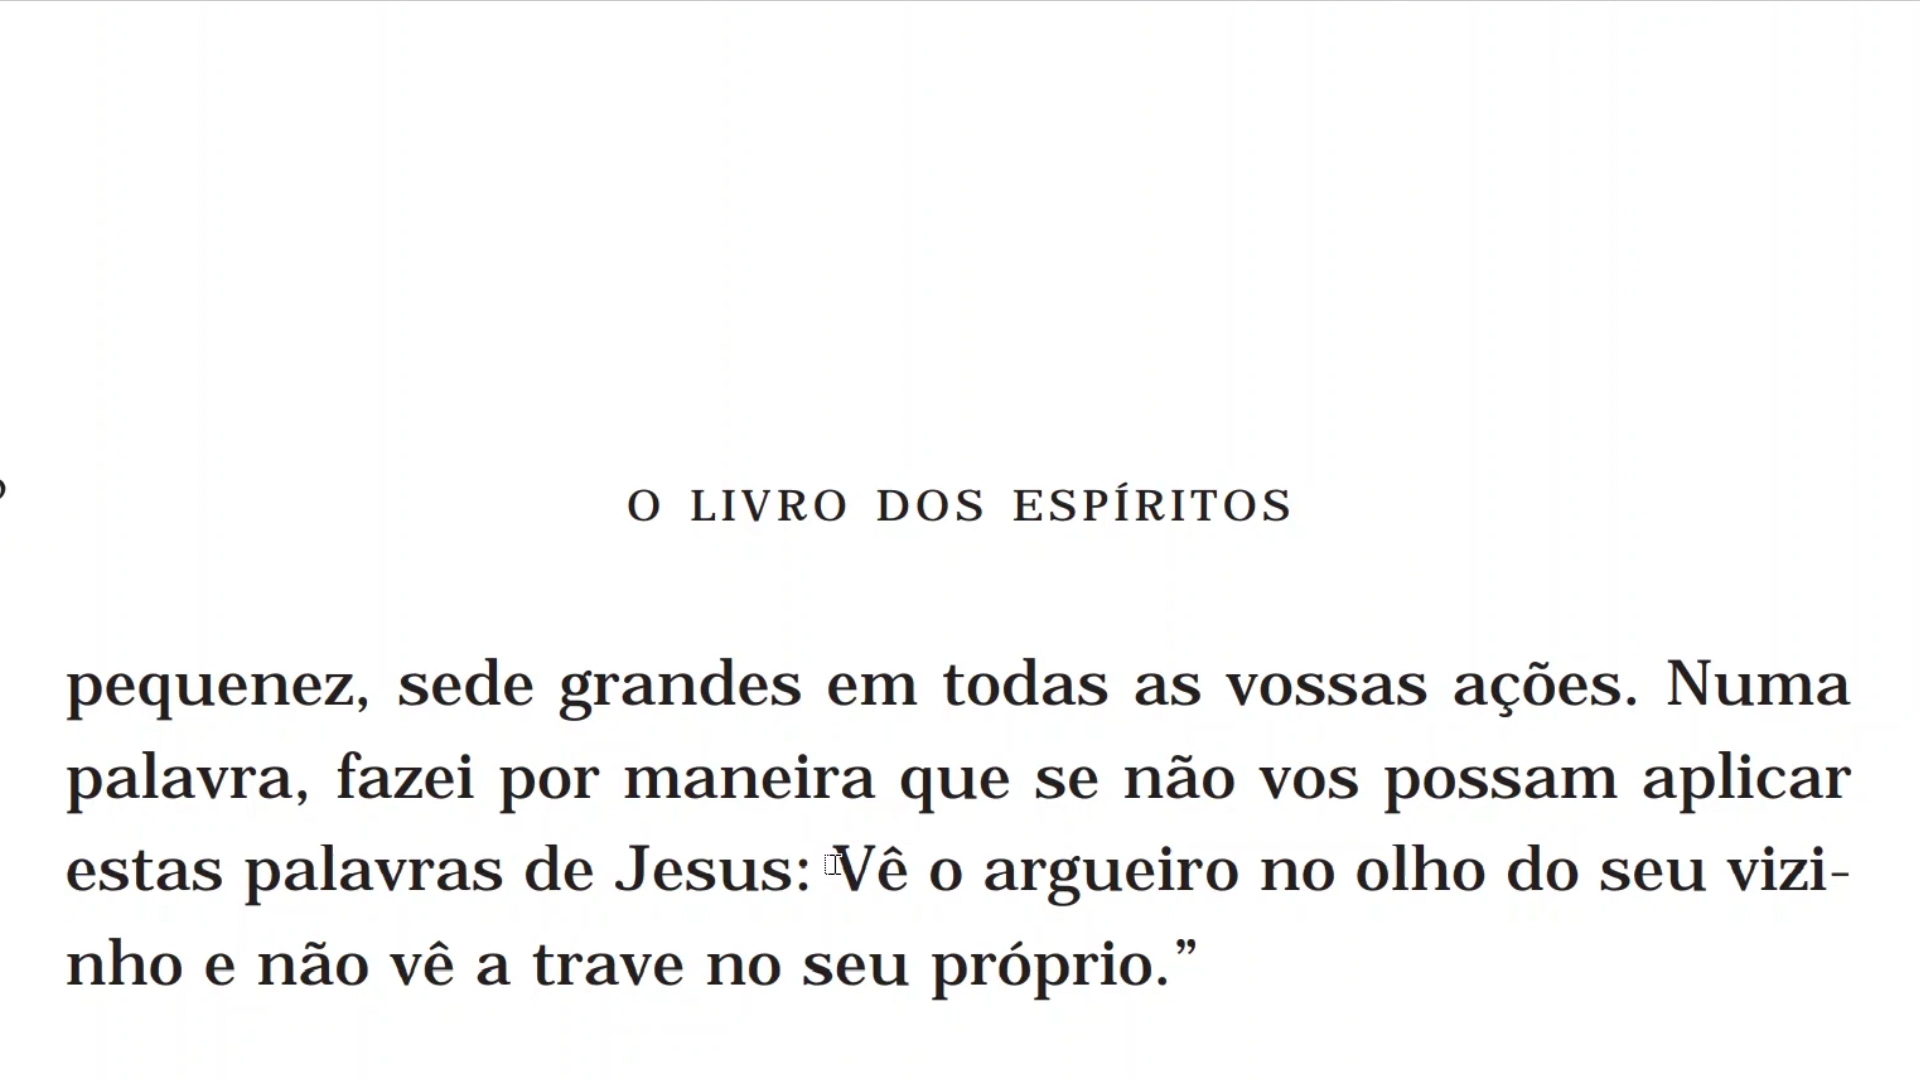 O LIVRO DOS ESPÍRITOS
pequenez, sede grandes em todas as vossas ações. Numa
palavra, fazei por maneira que se não vos possam aplicar
estas palavras de Jesus: Vê o argueiro no olho do seu vizi-
nho e não vê a trave no seu próprio.”